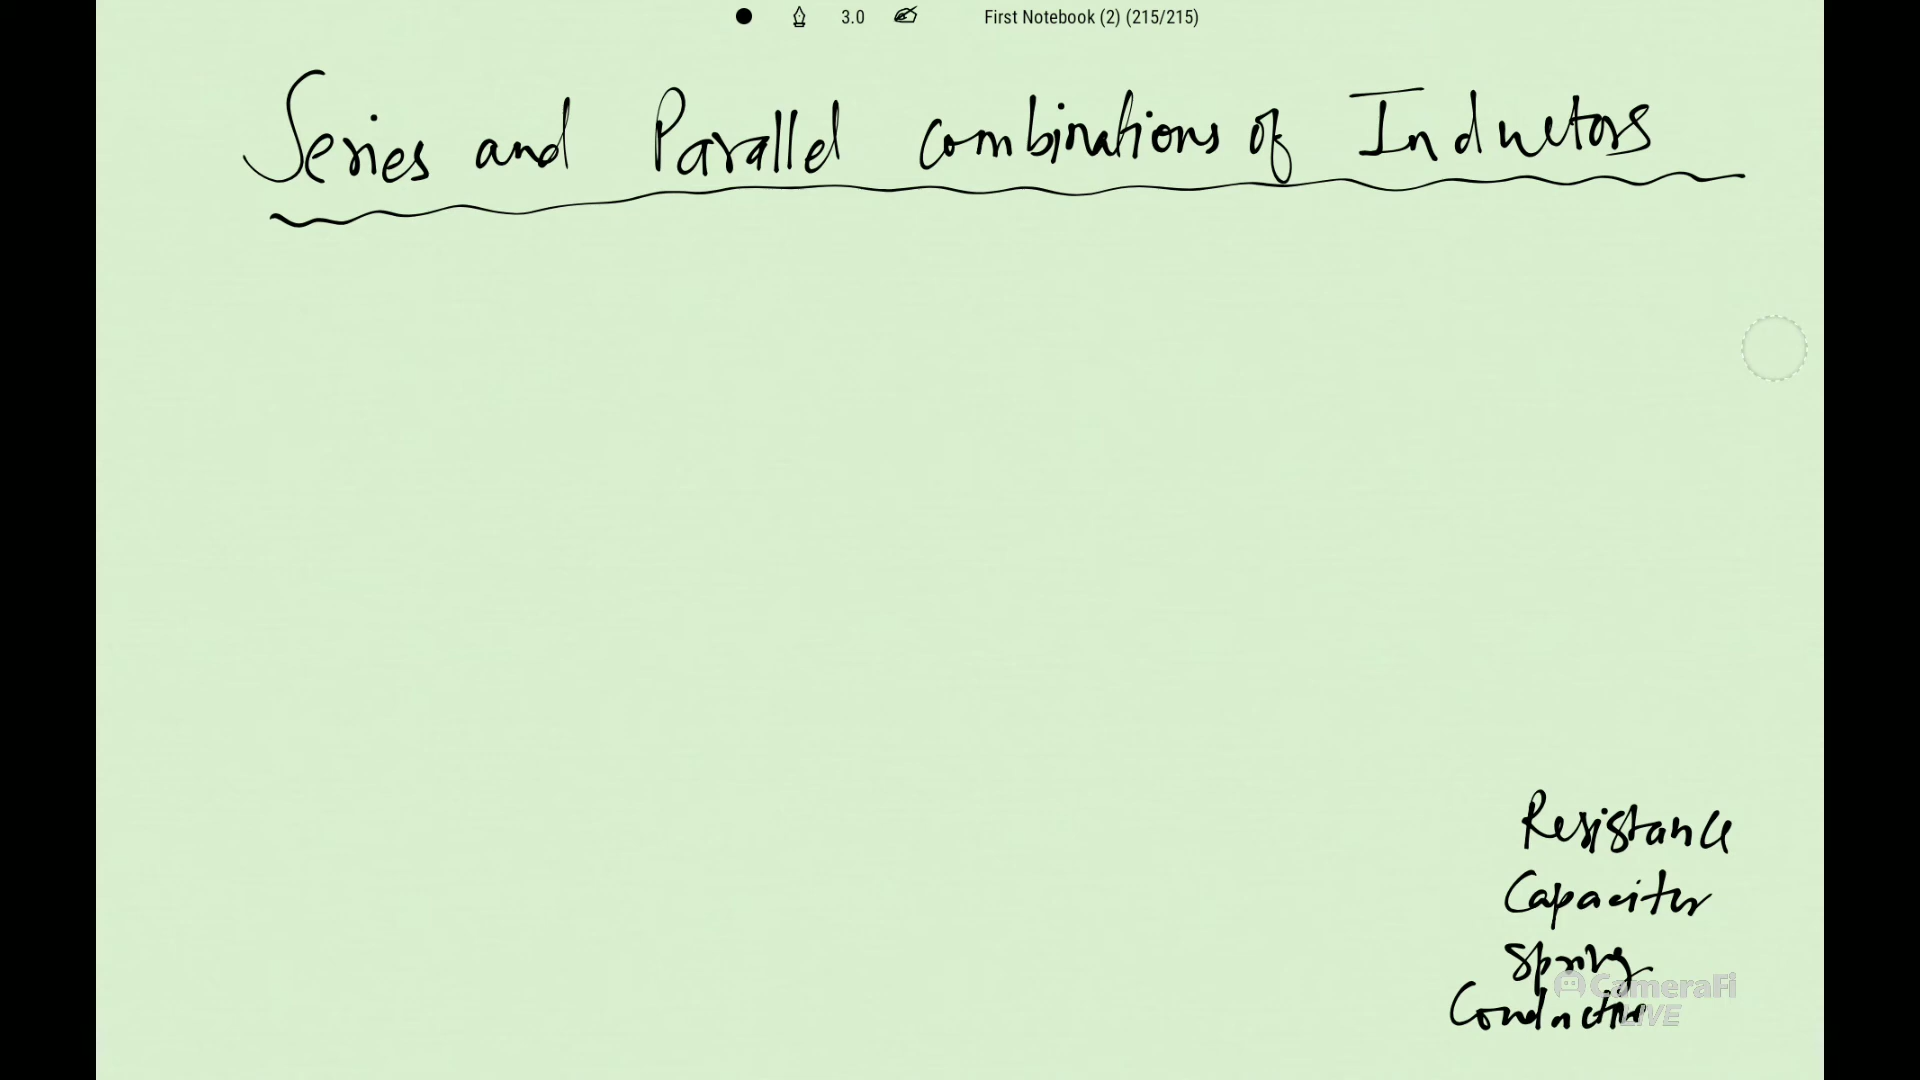 3.0 First Notebook (2) (215/215)
Series and Parallel combinations of Inductors
Resistance
Capacitor
Spring
CameraFi
Conduction
LIVE